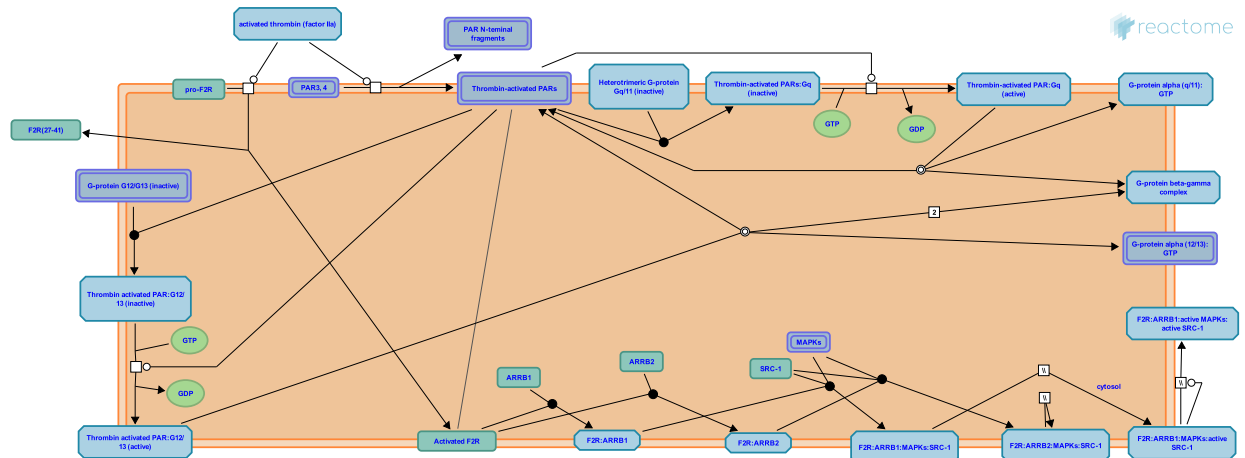 activated thrombin (factor IIa)
PAR N-teminal
fragments
reactome
pro-F2R
PAR3, 4
Thrombin-activated PARs
Heterotrimeric G-protein
Gq/11 (inactive)
Thrombin-activated PARs:Gq
(inactive)
Thrombin-activated PAR:Gq
(active)
G-protein alpha (q/11):
GTP
GTP
GDP
F2R(27-41)
G-protein G12/G13 (inactive)
G-protein beta-gamma
complex
2
G-protein alpha (12/13):
GTP
Thrombin activated PAR:G12/
13 (inactive)
GTP
GDP
F2R:ARRB1:active MAPKs:
active SRC-1
MAPKs
ARRB2
SRC-1
ARRB1
\\
\\
\\
cytosol
Thrombin activated PAR:G12/
13 (active)
Activated F2R
F2R:ARRB1
F2R:ARRB2
F2R:ARRB1:MAPKs:SRC-1
F2R:ARRB2:MAPKs:SRC-1
F2R:ARRB1:MAPKs:active
SRC-1